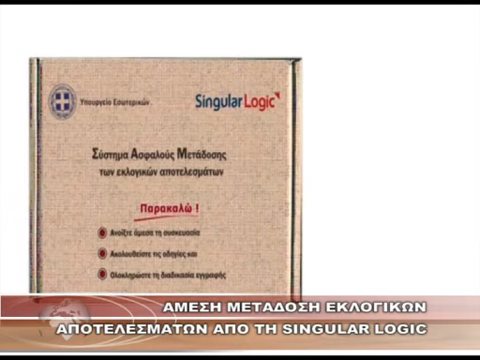 Υπουργείο Εσωτερικών
SingularLogic
Σύστημα Ασφαλούς Μετάδοσης
των εκλογικών αποτελεσμάτων
Παρακαλώ !
Ανοίξτε άμεσα τη συσκευασία
Ακολουθείστε τις οδηγίες και
Ολοκληρώστε τη διαδικασία εγγραφής
ΑΜΕΣΗ ΜΕΤΑΔΟΣΗ ΕΚΛΟΓΙΚΩΝ
ΑΠΟΤΕΛΕΣΜΑΤΩΝ ΑΠΟ ΤΗ SINGULAR LOGIC